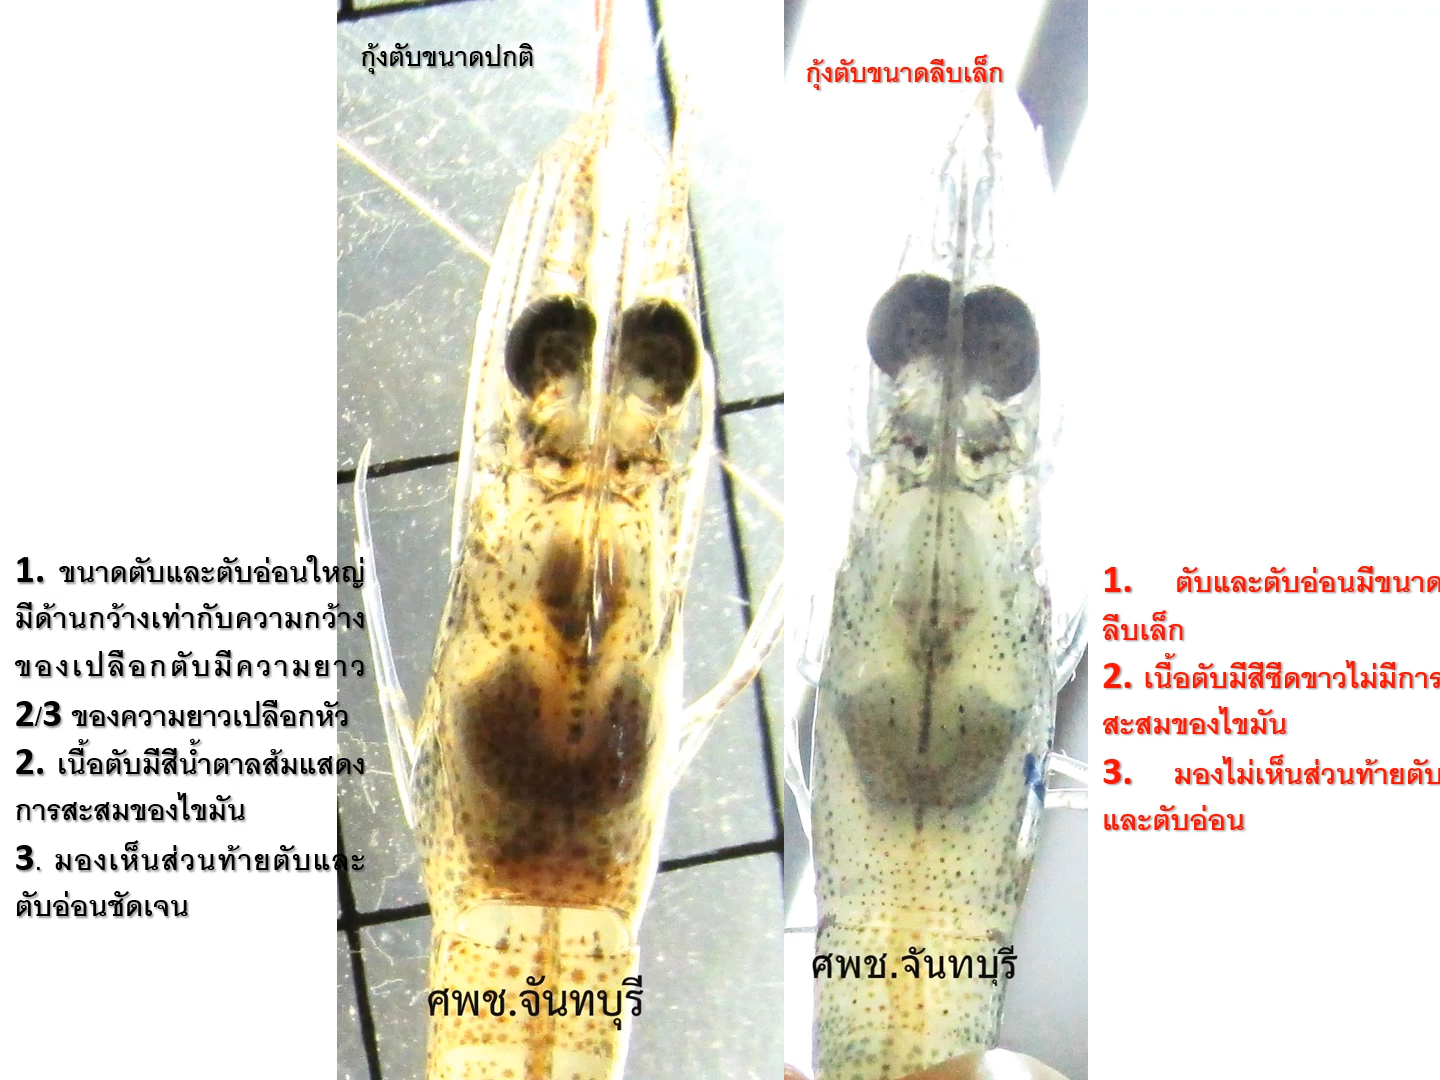 กุ้งตับขนาดปกติ
กุ้งตับขนาดลีบเล็ก
1. ขนาดตับและตับอ่อนใหญ่
มีด้านกว้างเท่ากับความกว้าง
ของเปลือกตับมีความยาว
2/3 ของความยาวเปลือกหัว
2. เนื้อตับมีสีน้ำตาลส้มแสดง
การสะสมของไขมัน
3. มองเห็นส่วนท้ายตับและ
ตับอ่อนชัดเจน
1. ตับและตับอ่อนมีขนาด
ลีบเล็ก
2. เนื้อตับมีสีซีดขาวไม่มีการ
สะสมของไขมัน
3. มองไม่เห็นส่วนท้ายตับ
และตับอ่อน
ศพช.จันทบุรี
ศพช.จันทบุรี